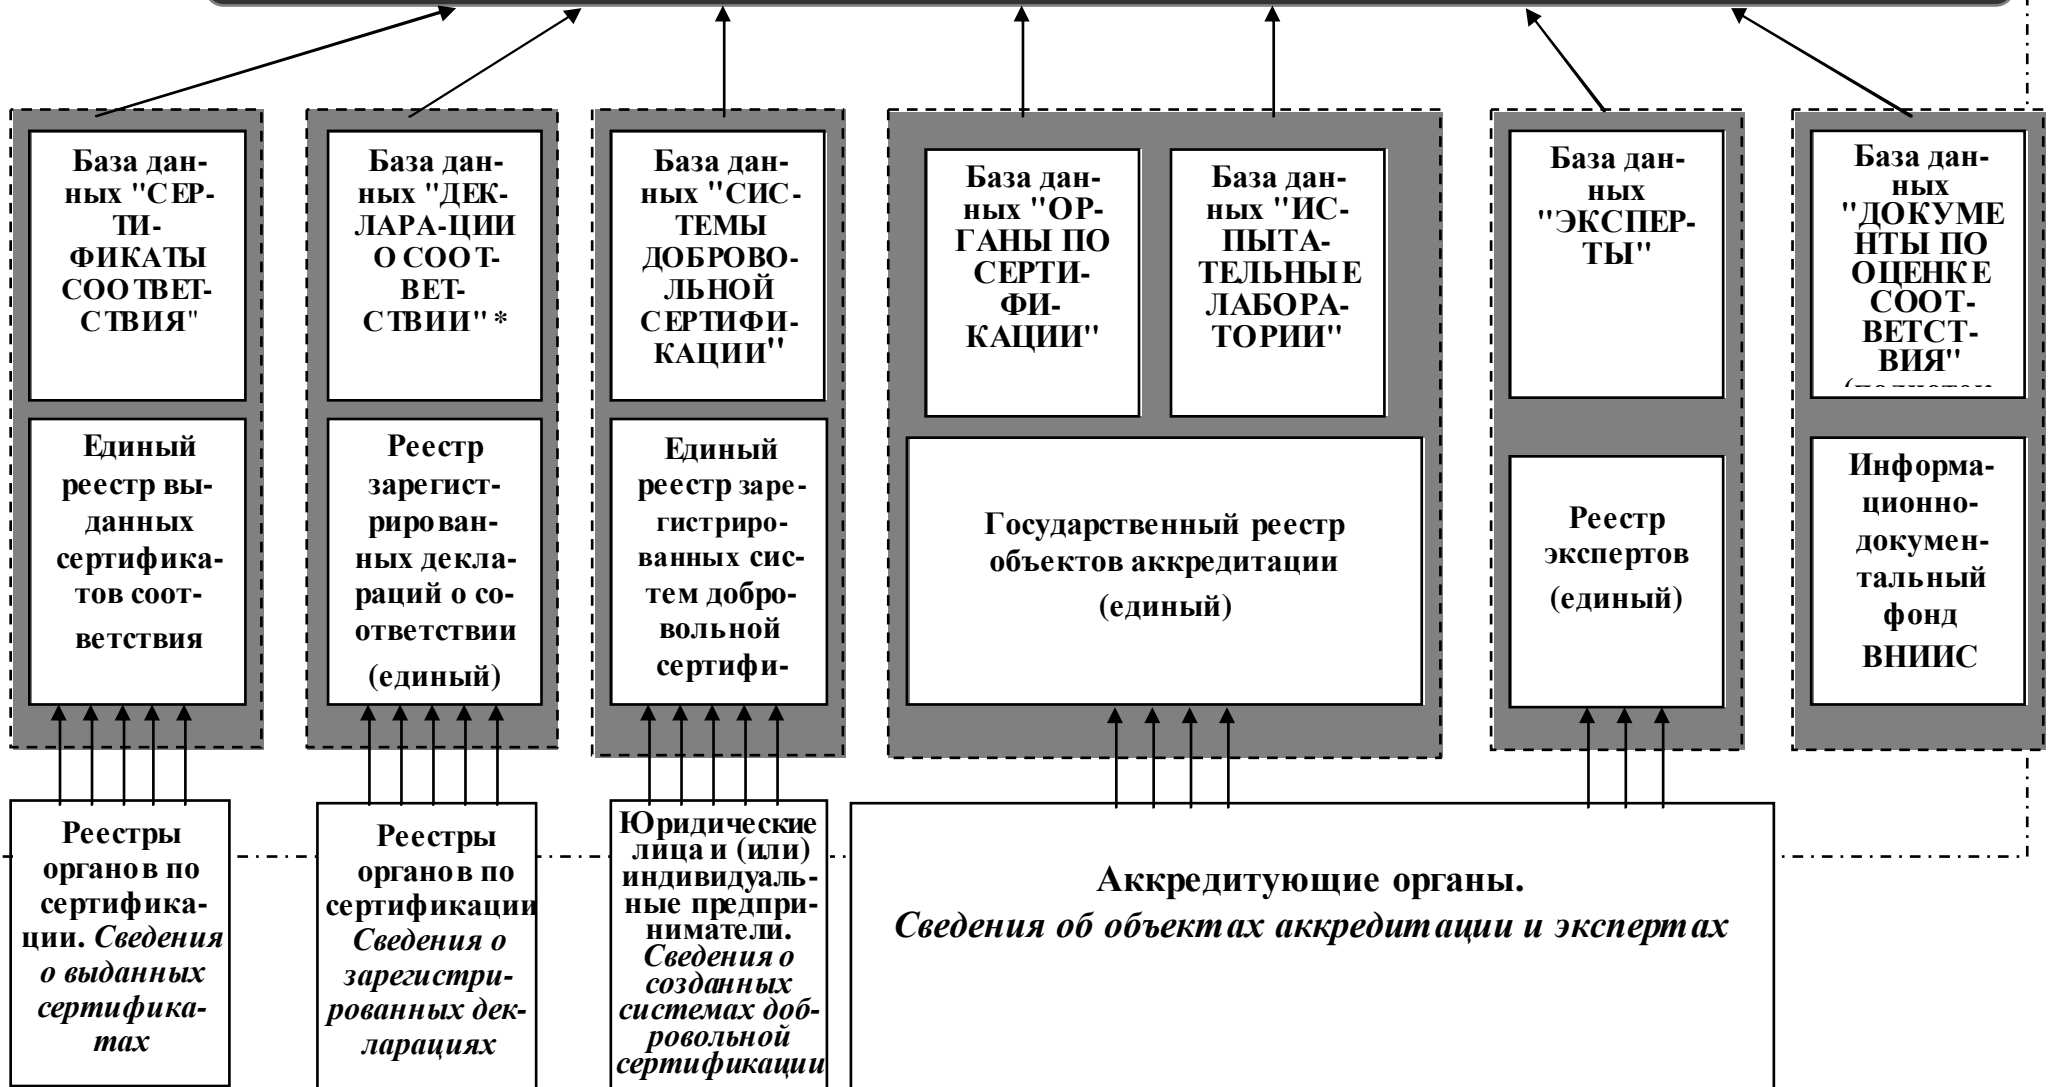 База дан-
ных "СЕР-
ТИ-
ФИКАТЫ
СООТВЕТ-
СТВИЯ"
База дан-
ных "ДЕК-
ЛАРА-ЦИИ
О СООТ-
ВЕТ-
СТВИИ" *
База дан-
ных "СИС-
ТЕМЫ
ДОБРОВО-
ЛЬНОЙ
СЕРТИФИ-
КАЦИИ"
База дан-
ных "ОР-
ГАНЫ ПО
СЕРТИ-
ФИ-
КАЦИИ"
База дан-
ных "ИС-
ПЫТА-
ТЕЛЬНЫЕ
ЛАБОРА-
ТОРИИ"
База дан-
ных
"ЭКСПЕР-
ТЫ"
База дан-
ных
"ДОКУМЕ
НТЫ ПО
ОЦЕНКЕ
СООТ-
ВЕТСТ-
ВИЯ"
Единый
реестр вы-
данных
сертифика-
тов соот-
ветствия
Реестр
зарегист-
рирован-
ных декла-
раций о со-
ответствии
(единый)
Единый
реестр заре-
гистриро-
ванных сис-
тем добро-
вольной
сертифи-
Государственный реестр
объектов аккредитации
(единый)
Реестр
экспертов
(единый)
Информа-
ционно-
докумен-
тальный
фонд
ВНИИС
Реестры
органов по
сертифика-
ции. Сведения
о выданных
сертифика-
тах
Реестры
органов по
сертификации
Сведения о
зарегистри-
рованных дек-
ларациях
Юридические
лица и (или)
индивидуаль-
ные предпри-
ниматели.
Сведения о
созданных
системах доб-
ровольной
сертификации
Аккредитующие органы.
Сведения об объектах аккредитации и экспертах